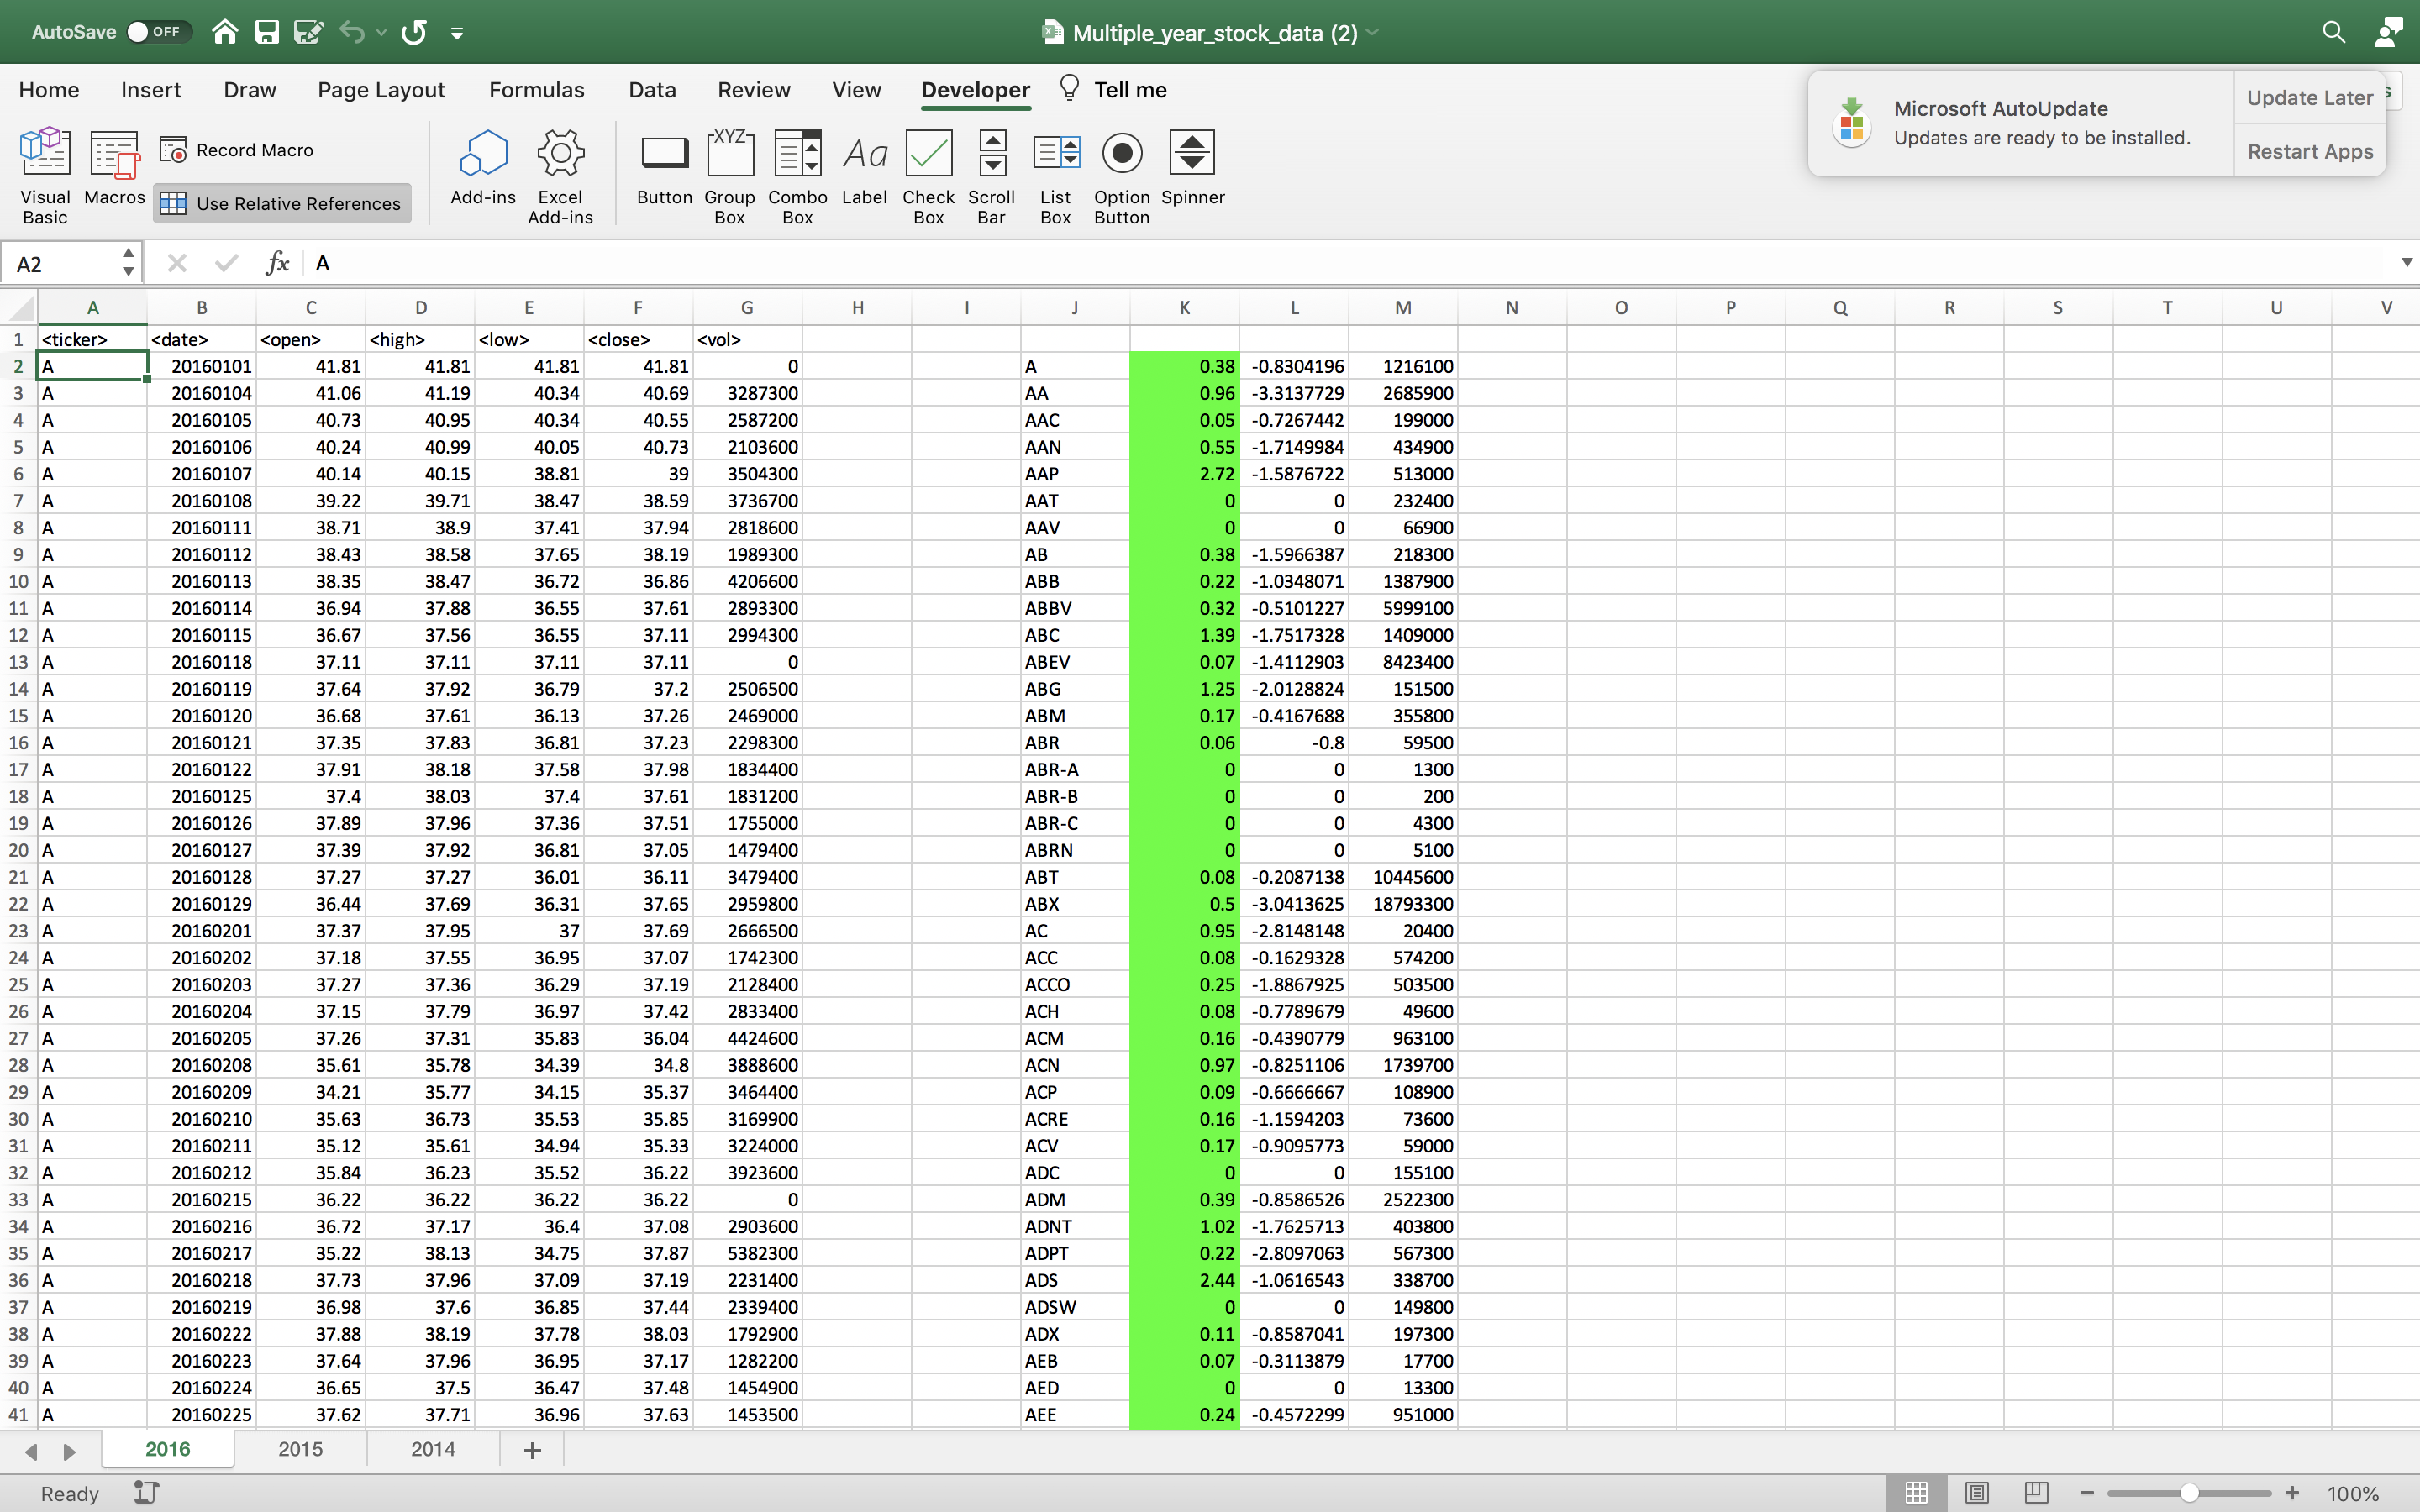 AutoSave OFF Multiple_year_stock_data (2)
Home Insert Draw Page Layout Formulas Data Review View Developer Tell me
Microsoft AutoUpdate
Updates are ready to be installed.
Update Later
Restart Apps
Visual Basic Macros Record Macro
Use Relative References
Add-ins Excel Add-ins Button XYZ Group Box Combo Box Aa Label Check Box Scroll Bar List Box Option Button Spinner
A2 fx A
A B C D E F G H I J K L M N O P Q R S T U V
1 <ticker> <date> <open> <high> <low> <close> <vol>
2 A 20160101 41.81 41.81 41.81 41.81 0 A 0.38 -0.8304196 1216100
3 A 20160104 41.06 41.19 40.34 40.69 3287300 AA 0.96 -3.3137729 2685900
4 A 20160105 40.73 40.95 40.34 40.55 2587200 AAC 0.05 -0.7267442 199000
5 A 20160106 40.24 40.99 40.05 40.73 2103600 AAN 0.55 -1.7149984 434900
6 A 20160107 40.14 40.15 38.81 39 3504300 AAP 2.72 -1.5876722 513000
7 A 20160108 39.22 39.71 38.47 38.59 3736700 AAT 0 0 232400
8 A 20160111 38.71 38.9 37.41 37.94 2818600 AAV 0 0 66900
9 A 20160112 38.43 38.58 37.65 38.19 1989300 AB 0.38 -1.5966387 218300
10 A 20160113 38.35 38.47 36.72 36.86 4206600 ABB 0.22 -1.0348071 1387900
11 A 20160114 36.94 37.88 36.55 37.61 2893300 ABBV 0.32 -0.5101227 5999100
12 A 20160115 36.67 37.56 36.55 37.11 2994300 ABC 1.39 -1.7517328 1409000
13 A 20160118 37.11 37.11 37.11 37.11 0 ABEV 0.07 -1.4112903 8423400
14 A 20160119 37.64 37.92 36.79 37.2 2506500 ABG 1.25 -2.0128824 151500
15 A 20160120 36.68 37.61 36.13 37.26 2469000 ABM 0.17 -0.4167688 355800
16 A 20160121 37.35 37.83 36.81 37.23 2298300 ABR 0.06 -0.8 59500
17 A 20160122 37.91 38.18 37.58 37.98 1834400 ABR-A 0 0 1300
18 A 20160125 37.4 38.03 37.4 37.61 1831200 ABR-B 0 0 200
19 A 20160126 37.89 37.96 37.36 37.51 1755000 ABR-C 0 0 4300
20 A 20160127 37.39 37.92 36.81 37.05 1479400 ABRN 0 0 5100
21 A 20160128 37.27 37.27 36.01 36.11 3479400 ABT 0.08 -0.2087138 10445600
22 A 20160129 36.44 37.69 36.31 37.65 2959800 ABX 0.5 -3.0413625 18793300
23 A 20160201 37.37 37.95 37 37.69 2666500 AC 0.95 -2.8148148 20400
24 A 20160202 37.18 37.55 36.95 37.07 1742300 ACC 0.08 -0.1629328 574200
25 A 20160203 37.27 37.36 36.29 37.19 2128400 ACCO 0.25 -1.8867925 503500
26 A 20160204 37.15 37.79 36.97 37.42 2833400 ACH 0.08 -0.7789679 49600
27 A 20160205 37.26 37.31 35.83 36.04 4424600 ACM 0.16 -0.4390779 963100
28 A 20160208 35.61 35.78 34.39 34.8 3888600 ACN 0.97 -0.8251106 1739700
29 A 20160209 34.21 35.77 34.15 35.37 3464400 ACP 0.09 -0.6666667 108900
30 A 20160210 35.63 36.73 35.53 35.85 3169900 ACRE 0.16 -1.1594203 73600
31 A 20160211 35.12 35.61 34.94 35.33 3224000 ACV 0.17 -0.9095773 59000
32 A 20160212 35.84 36.22 35.52 36.22 3923600 ADC 0 0 155100
33 A 20160215 36.22 36.22 36.22 36.22 0 ADM 0.39 -0.8586526 2522300
34 A 20160216 36.72 37.17 36.4 37.08 2903600 ADNT 1.02 -1.7625713 403800
35 A 20160217 35.22 38.13 34.75 37.87 5382300 ADPT 0.22 -2.8097063 567300
36 A 20160218 37.73 37.96 37.09 37.19 2231400 ADS 2.44 -1.0616543 338700
37 A 20160219 36.98 37.6 36.85 37.44 2339400 ADSW 0 0 149800
38 A 20160222 37.88 38.19 37.78 38.03 1792900 ADX 0.11 -0.8587041 197300
39 A 20160223 37.64 37.96 36.95 37.17 1282200 AEB 0.07 -0.3113879 17700
40 A 20160224 36.65 37.5 36.47 37.48 1454900 AED 0 0 13300
41 A 20160225 37.62 37.71 36.96 37.63 1453500 AEE 0.24 -0.4572299 951000
2016 2015 2014 +
Ready 100%